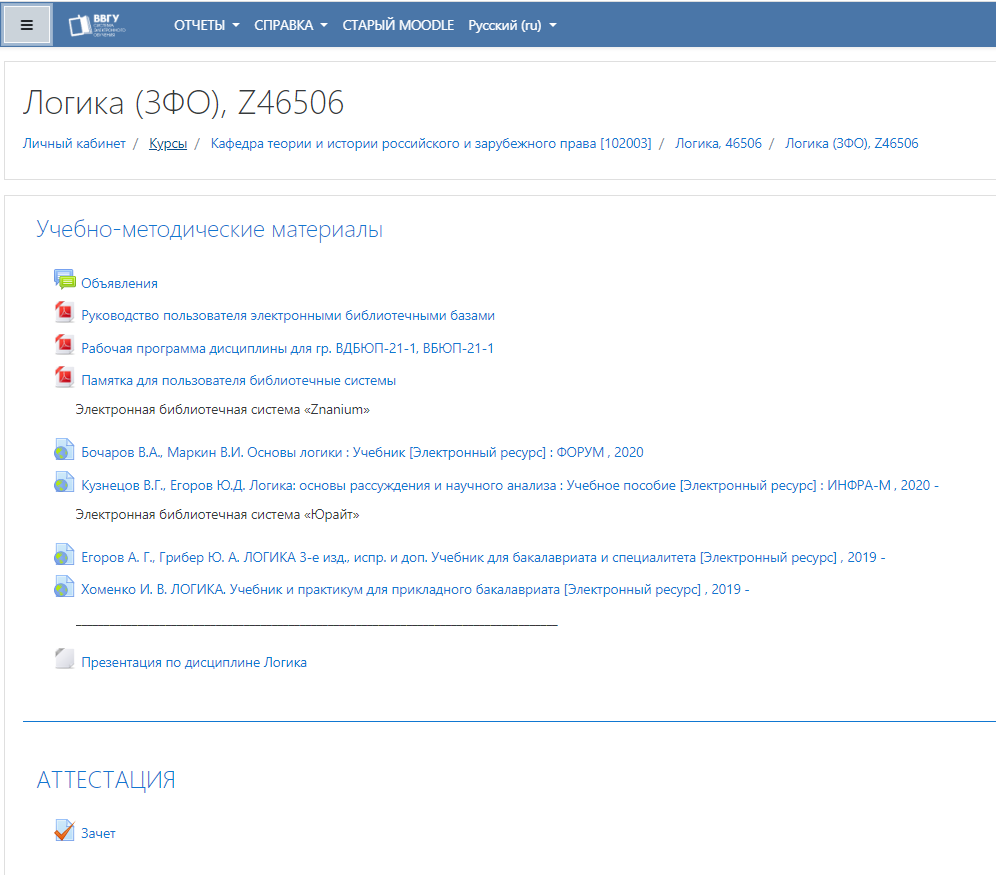 ВВГУ
СИСТЕМА
ЭЛЕКТРОННОГО
ОБУЧЕНИЯ
ОТЧЕТЫ СПРАВКА СТАРЫЙ MOODLE Русский (ru)
Логика (ЗФО), Z46506
Личный кабинет / Курсы / Кафедра теории и истории российского и зарубежного права [102003] / Логика, 46506 / Логика (ЗФО), Z46506
Учебно-методические материалы
Объявления
Руководство пользователя электронными библиотечными базами
Рабочая программа дисциплины для гр. ВДБЮП-21-1, ВБЮП-21-1
Памятка для пользователя библиотечные системы
Электронная библиотечная система «Znanium»
Бочаров В.А., Маркин В.И. Основы логики : Учебник [Электронный ресурс] : ФОРУМ , 2020
Кузнецов В.Г., Егоров Ю.Д. Логика: основы рассуждения и научного анализа : Учебное пособие [Электронный ресурс] : ИНФРА-М , 2020 -
Электронная библиотечная система «Юрайт»
Егоров А. Г., Грибер Ю. А. ЛОГИКА 3-е изд., испр. и доп. Учебник для бакалавриата и специалитета [Электронный ресурс] , 2019 -
Хоменко И. В. ЛОГИКА. Учебник и практикум для прикладного бакалавриата [Электронный ресурс] , 2019 -
Презентация по дисциплине Логика
АТТЕСТАЦИЯ
Зачет